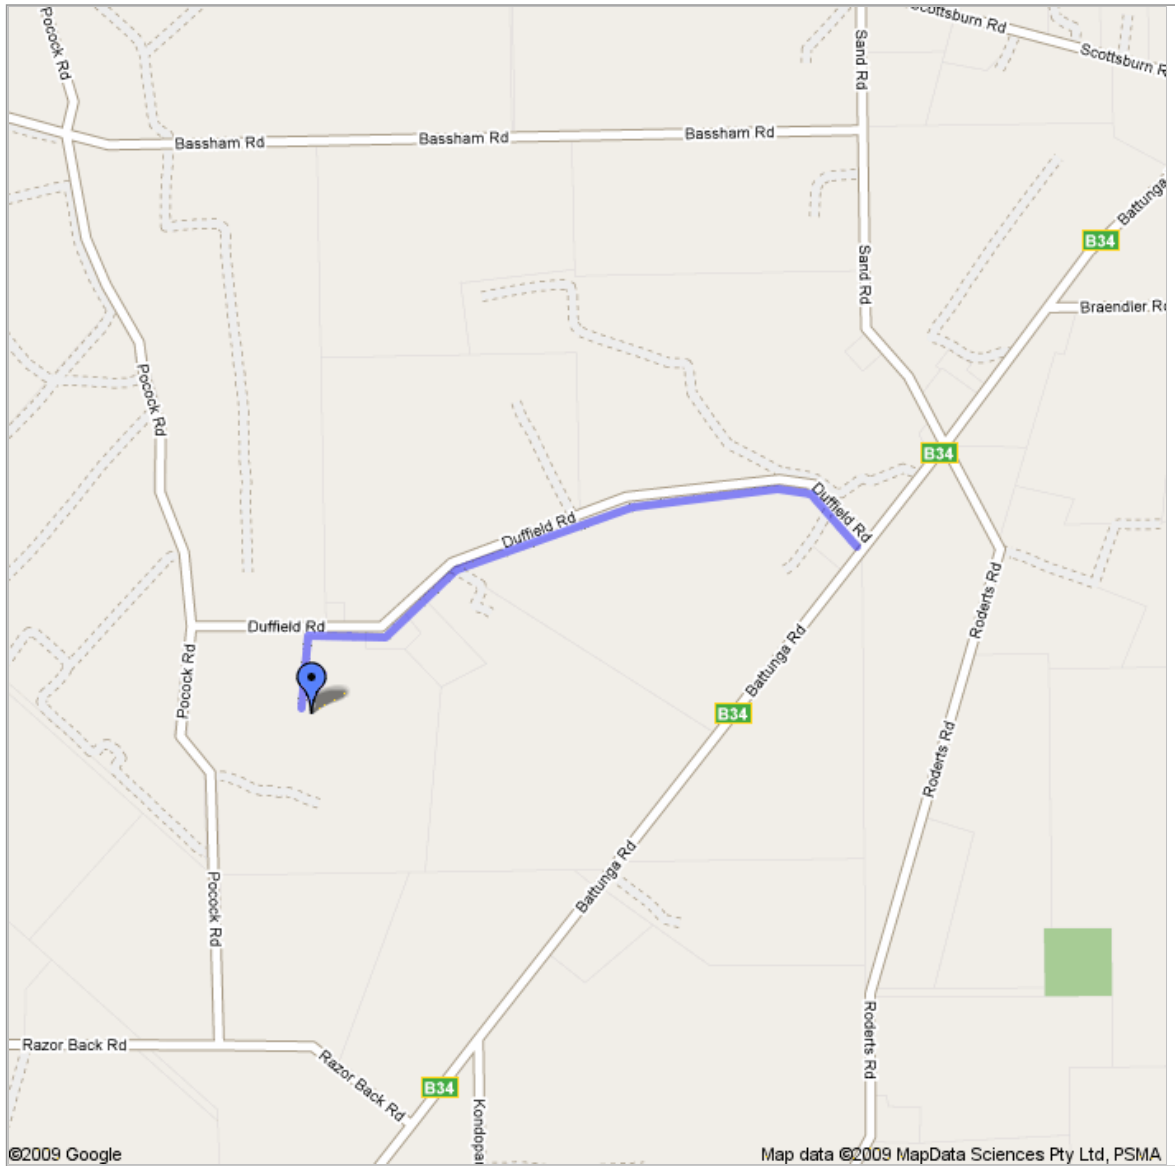 Pocock Rd
Sand Rd
Scottsburn Rd
Scottsburn R
Bassham Rd
Bassham Rd
Bassham Rd
Battunga
B34
Sand Rd
Braendler Rd
Pocock Rd
B34
Duffield Rd
Duffield Rd
Roderts Rd
Duffield Rd
Pocock Rd
Battunga Rd
B34
Roderts Rd
Battunga Rd
Pocock Rd
Roderts Rd
Razor Back Rd
Razor Back Rd
B34
Kondopa
©2009 Google
Map data ©2009 MapData Sciences Pty Ltd, PSMA